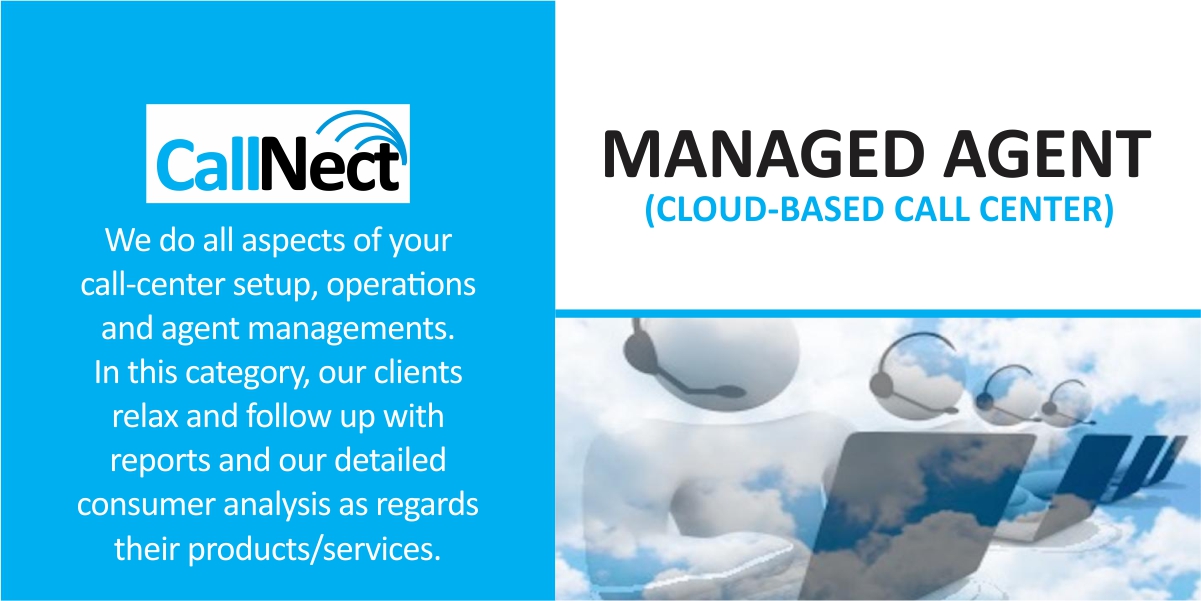 CallNect
We do all aspects of your
call-center setup, operations
and agent managements.
In this category, our clients
relax and follow up with
reports and our detailed
consumer analysis as regards
their products/services.
MANAGED AGENT
(CLOUD-BASED CALL CENTER)